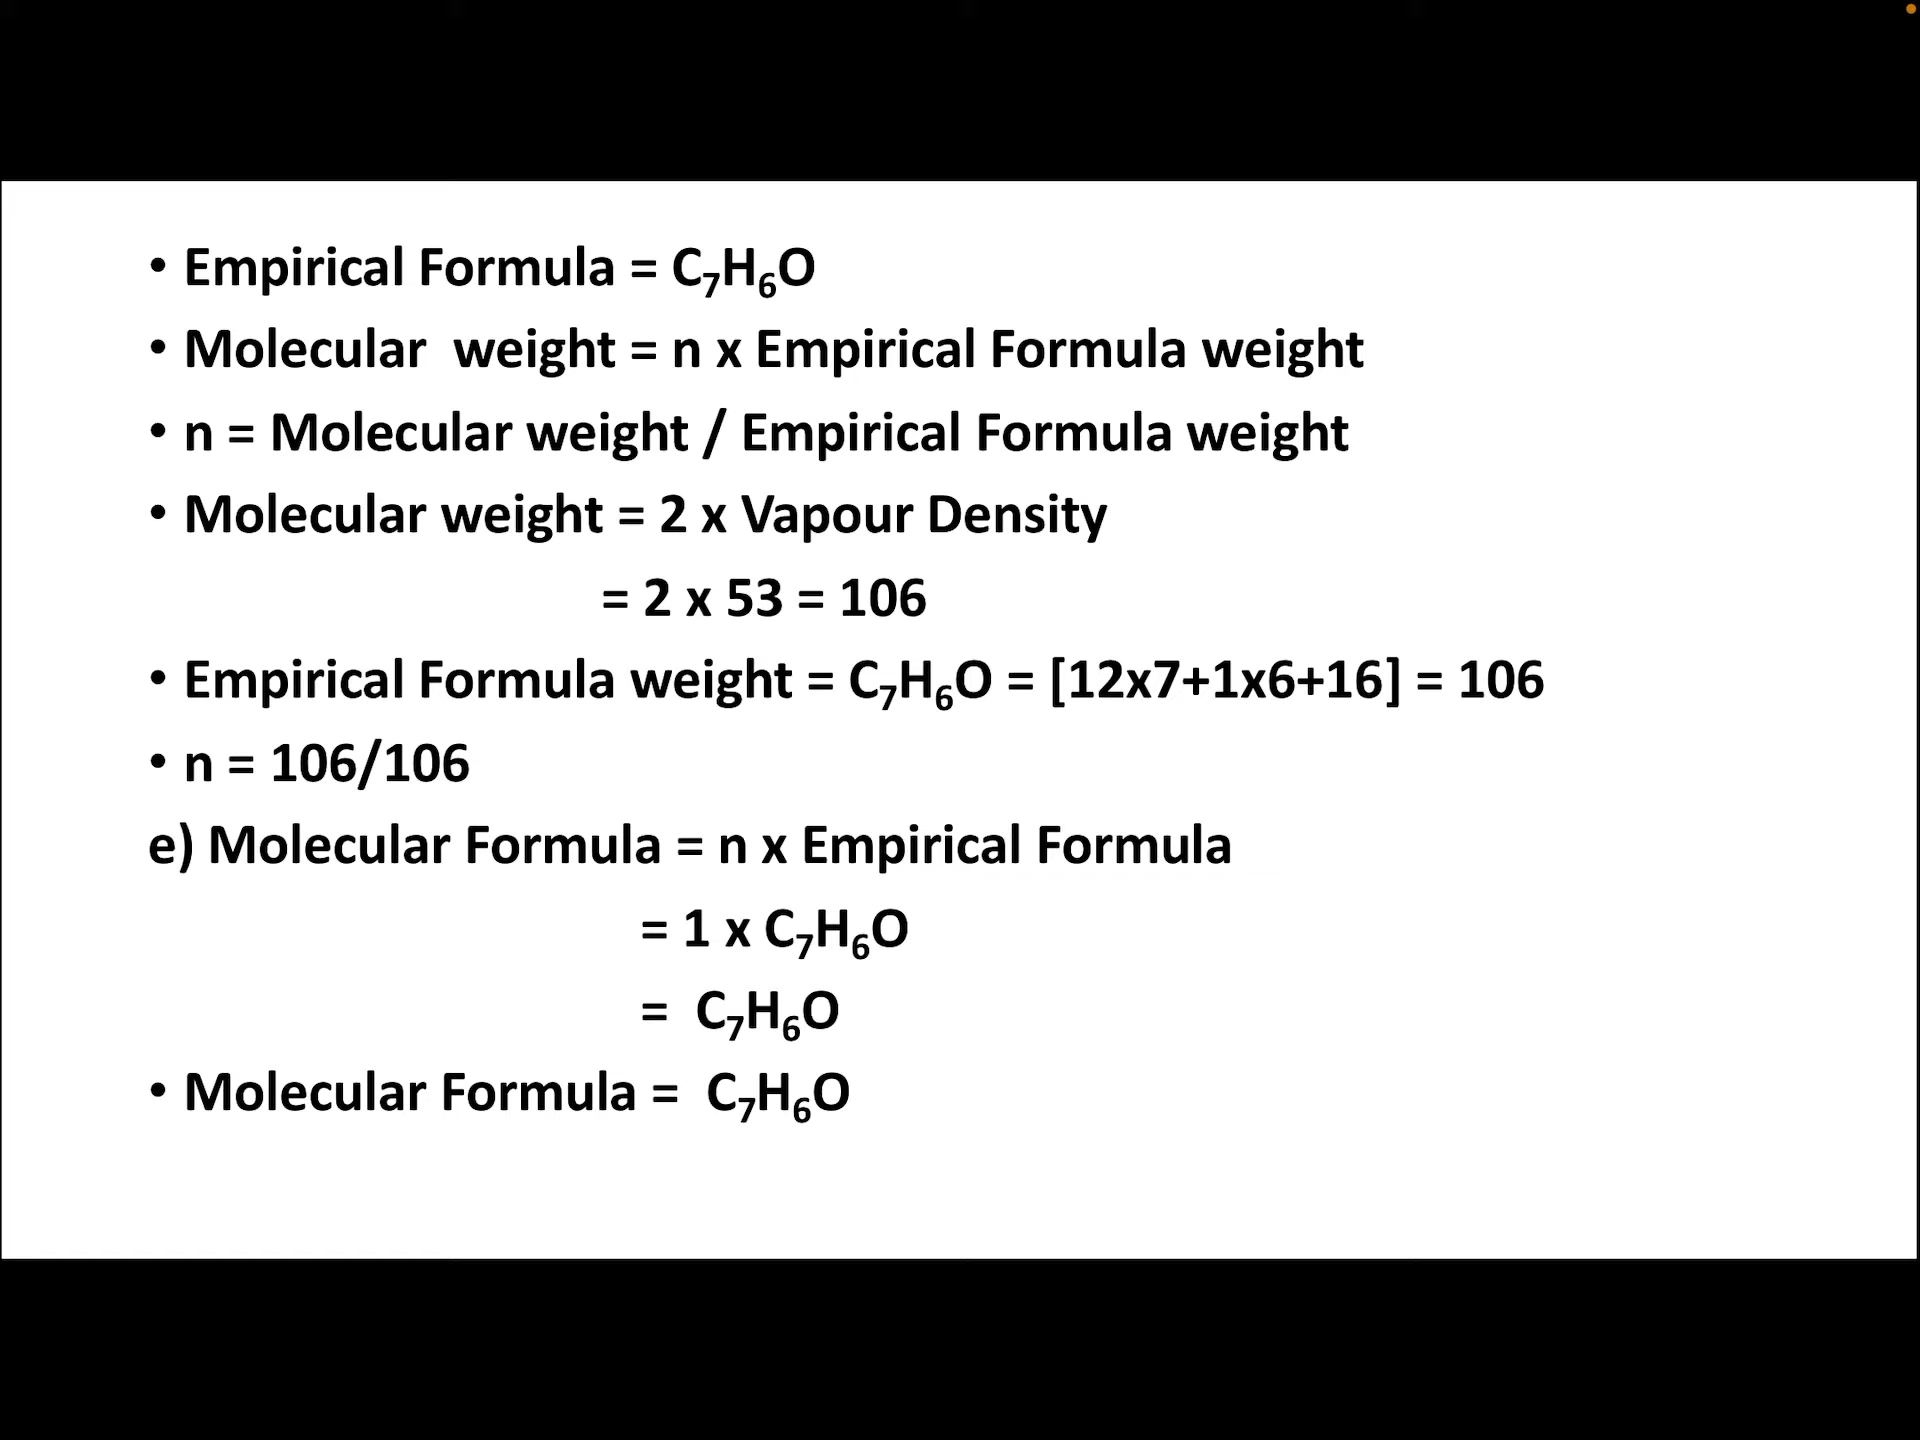 • Empirical Formula = C₇H₆O
• Molecular  weight = n x Empirical Formula weight
• n = Molecular weight / Empirical Formula weight
• Molecular weight = 2 x Vapour Density
= 2 x 53 = 106
• Empirical Formula weight = C₇H₆O = [12x7+1x6+16] = 106
• n = 106/106
e) Molecular Formula = n x Empirical Formula
= 1 x C₇H₆O
=  C₇H₆O
• Molecular Formula =  C₇H₆O